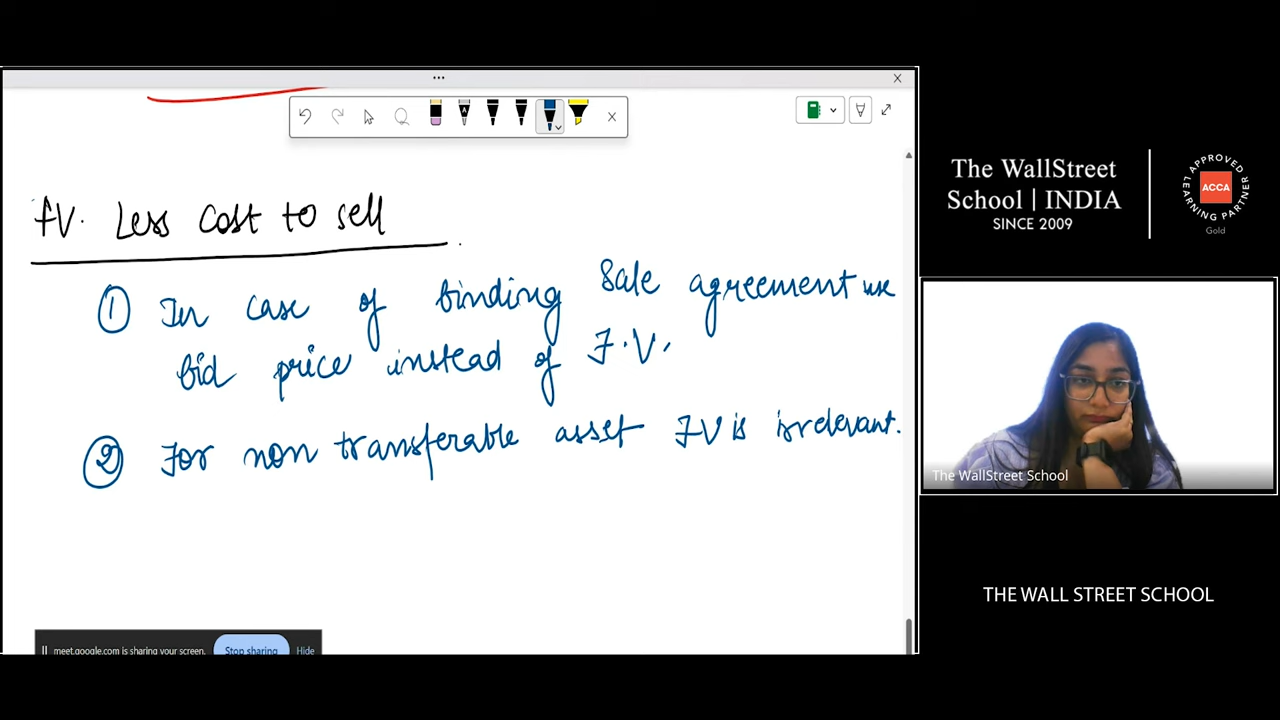 FV. Less cost to sell
① In case of binding Sale agreement use
bid price instead of F.V.
② For non transferable asset FV is irrelevant.
meet.google.com is sharing your screen. Stop sharing Hide
The WallStreet
School | INDIA
SINCE 2009
APPROVED LEARNING PARTNER
ACCA
Gold
The WallStreet School
THE WALL STREET SCHOOL